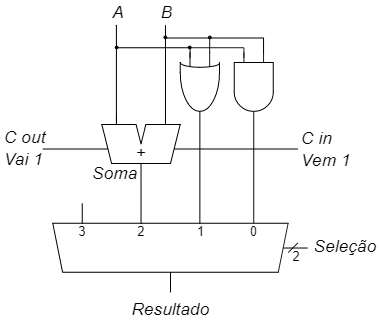 A B
C out
Vai 1
C in
Vem 1
+
Soma
3 2 1 0
Seleção
2
Resultado